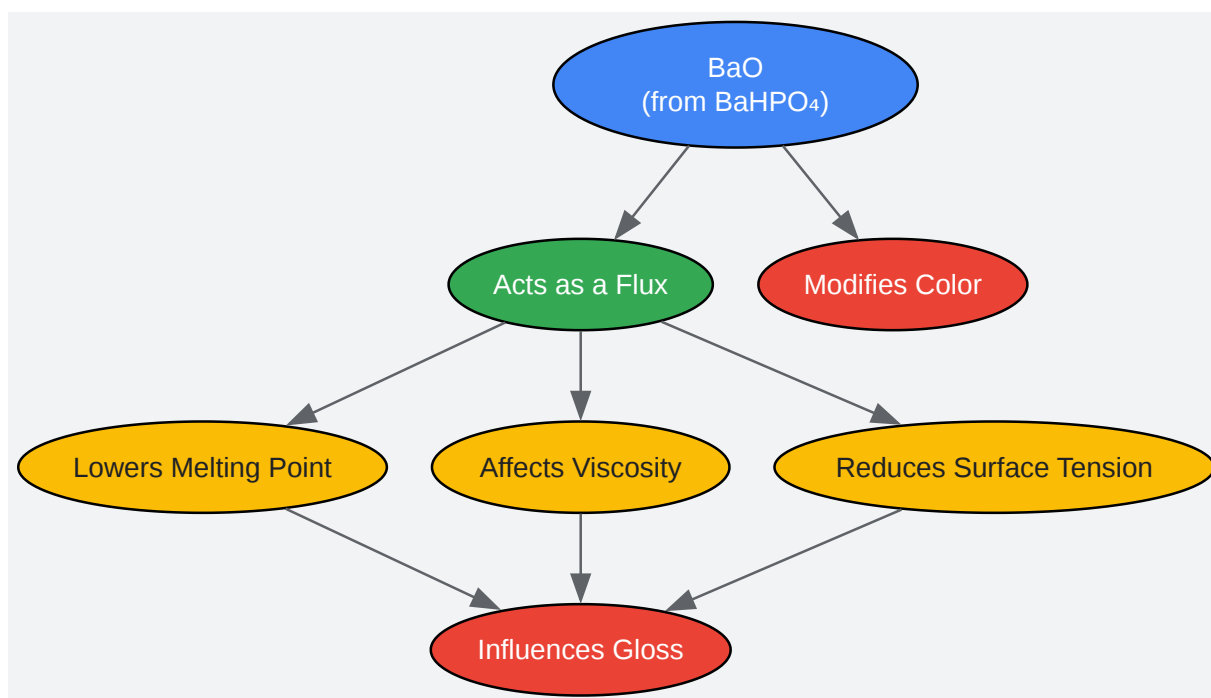 BaO
(from BaHPO₄)
Acts as a Flux
Modifies Color
Lowers Melting Point
Affects Viscosity
Reduces Surface Tension
Influences Gloss